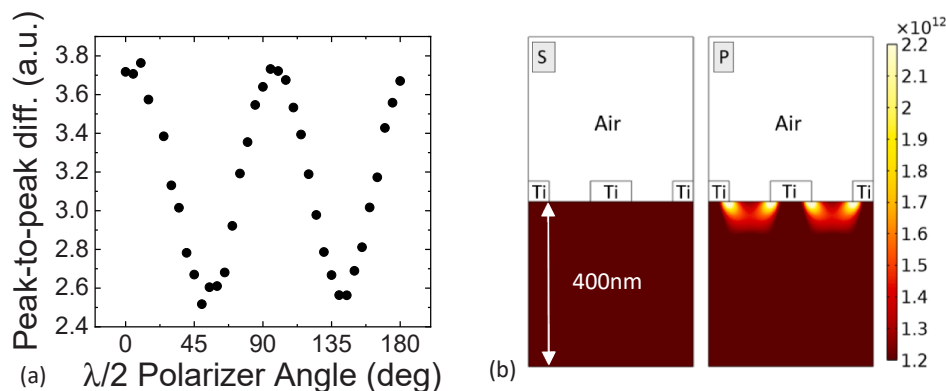 (a)
Peak-to-peak diff. (a.u.)
3.8
3.6
3.4
3.2
3.0
2.8
2.6
2.4
0 45 90 135 180
λ/2 Polarizer Angle (deg)
(b)
S
Air
Ti Ti Ti
400nm
P
Air
Ti Ti Ti
×10¹²
2.2
2.1
2
1.9
1.8
1.7
1.6
1.5
1.4
1.3
1.2